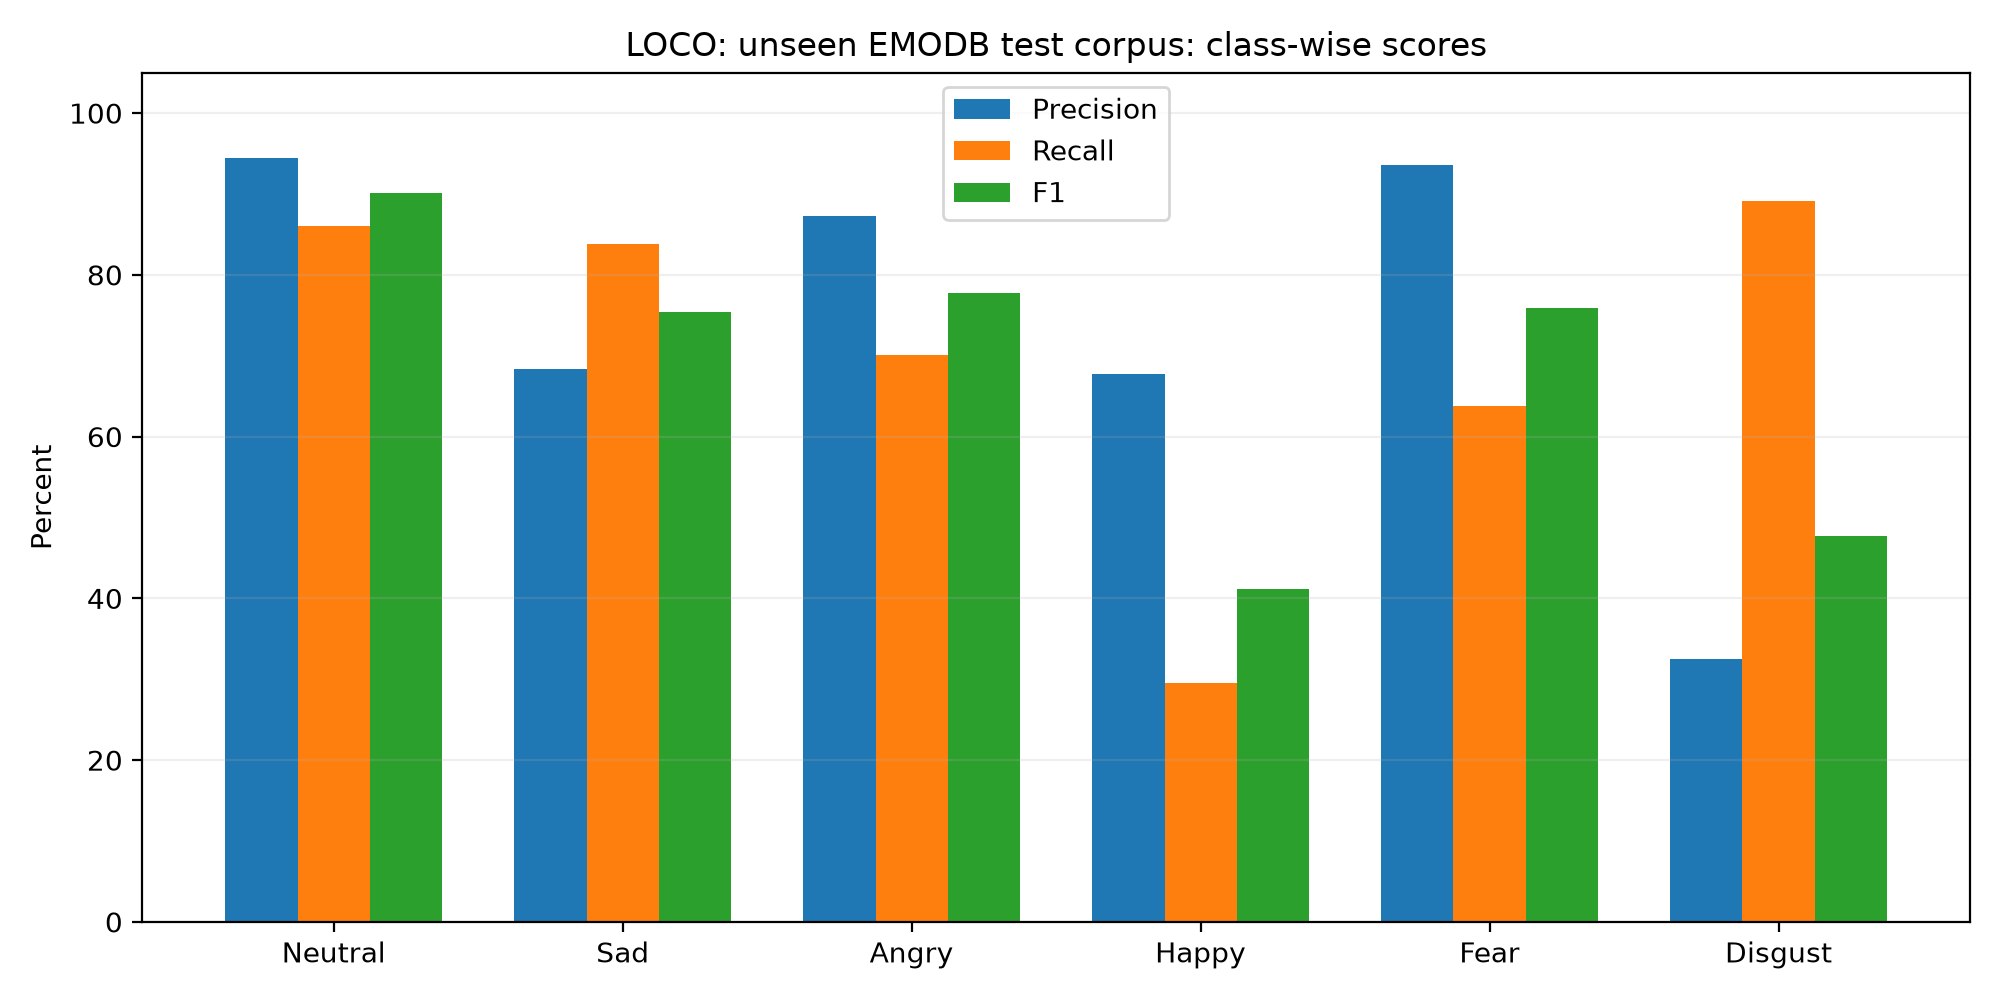 LOCO: unseen EMODB test corpus: class-wise scores
Precision
Recall
F1
Percent
100
80
60
40
20
0
Neutral Sad Angry Happy Fear Disgust